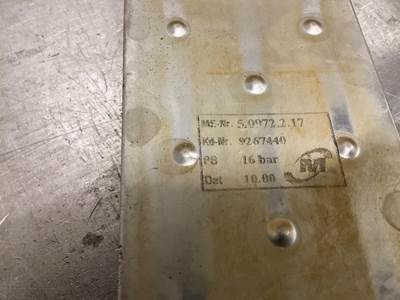 ME-Nr. 5.0972.2.17
Kd-Nr. 9267440
PS 16 bar
Dat 10.00
M